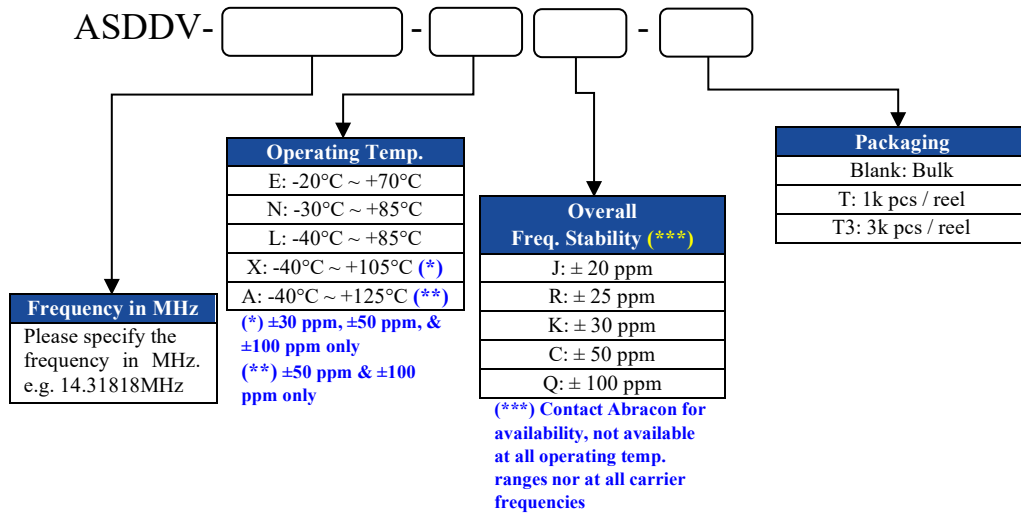 ASDDV- - -
Frequency in MHz
Please specify the
frequency in MHz.
e.g. 14.31818MHz
Operating Temp.
E: -20°C ~ +70°C
N: -30°C ~ +85°C
L: -40°C ~ +85°C
X: -40°C ~ +105°C (*)
A: -40°C ~ +125°C (**)
(*) ±30 ppm, ±50 ppm, &
±100 ppm only
(**) ±50 ppm & ±100
ppm only
Overall
Freq. Stability (***)
J: ± 20 ppm
R: ± 25 ppm
K: ± 30 ppm
C: ± 50 ppm
Q: ± 100 ppm
(***) Contact Abracon for
availability, not available
at all operating temp.
ranges nor at all carrier
frequencies
Packaging
Blank: Bulk
T: 1k pcs / reel
T3: 3k pcs / reel